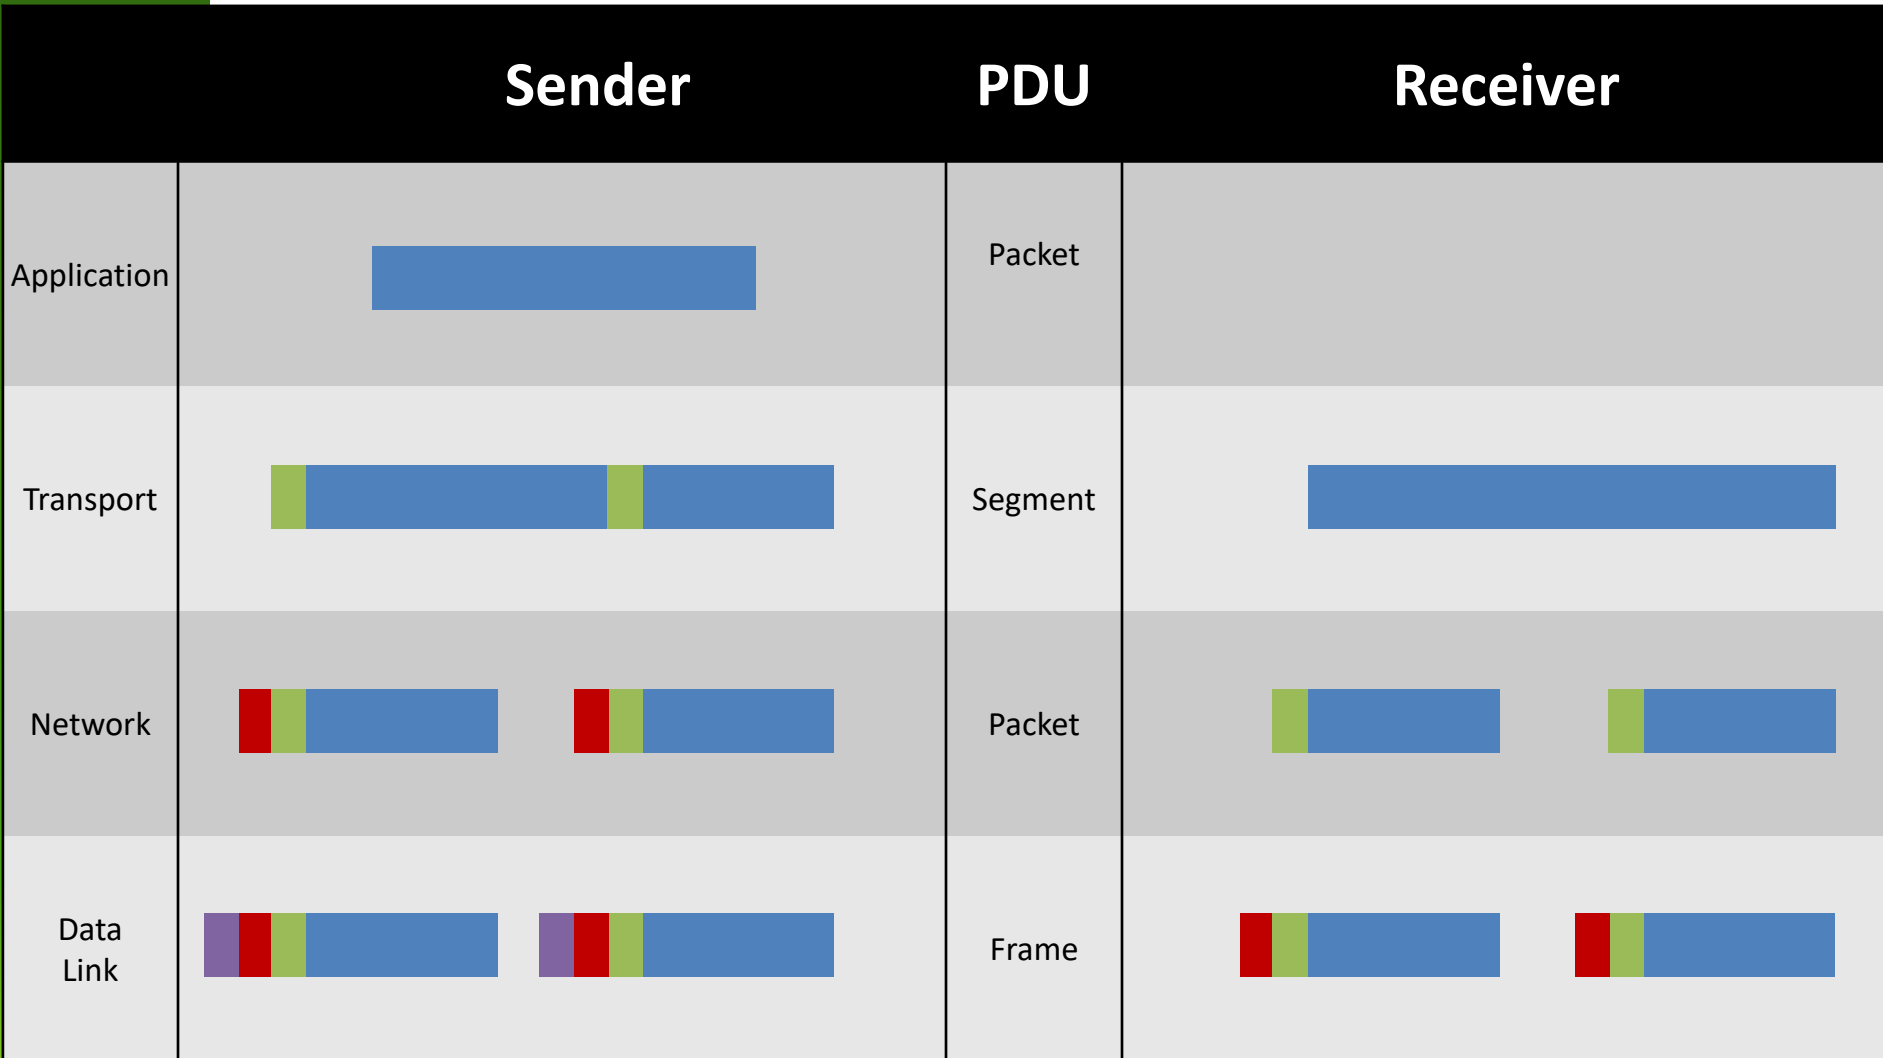 Sender PDU Receiver
Application Packet
Transport Segment
Network Packet
Data
Link
Frame